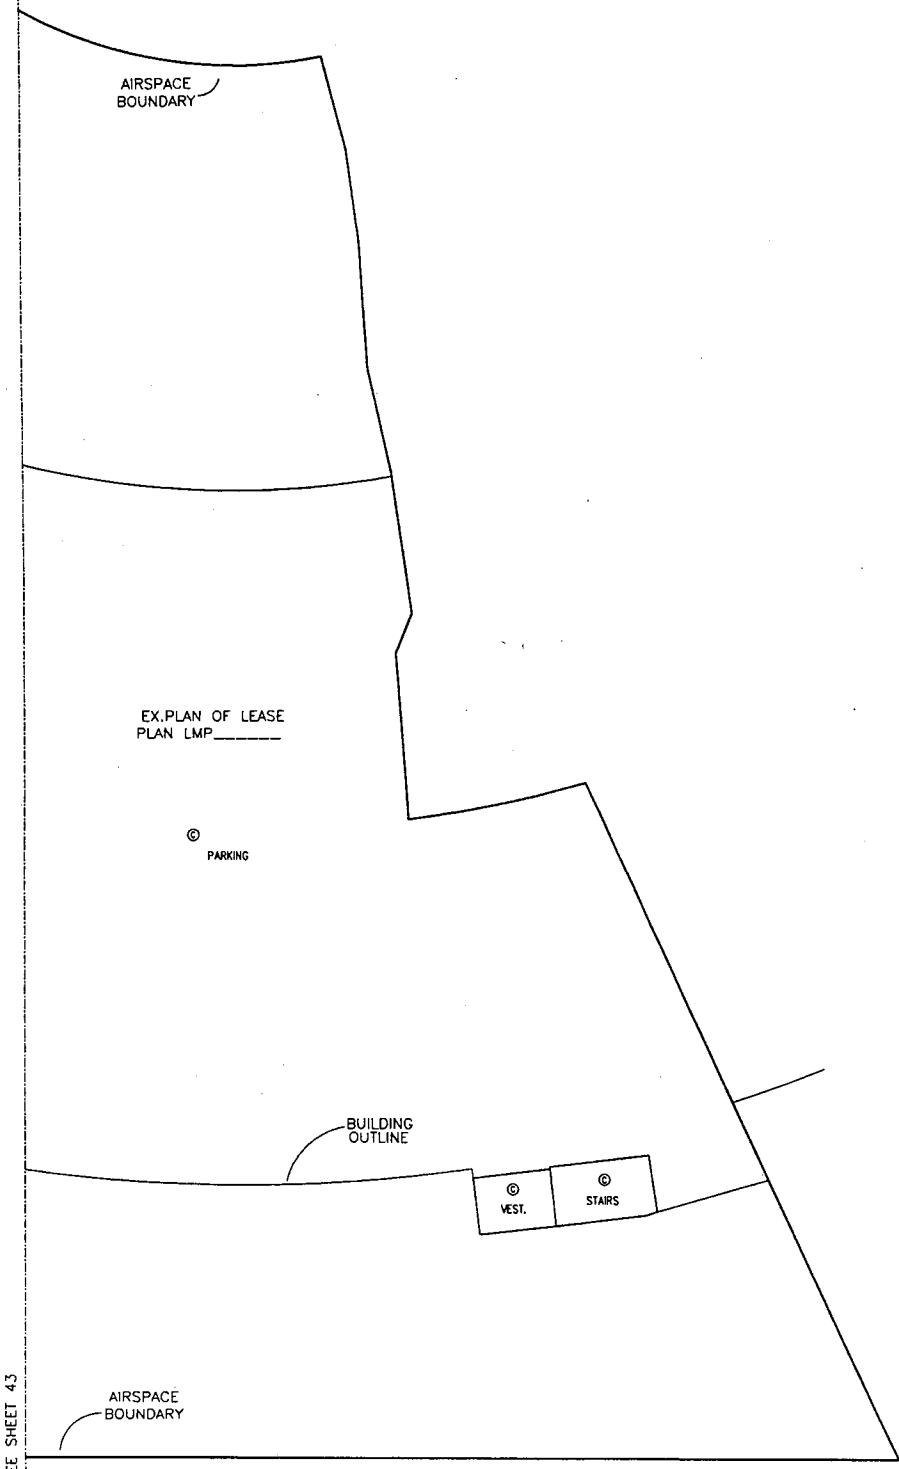 AIRSPACE
BOUNDARY
EX.PLAN OF LEASE
PLAN LMP______
©
PARKING
BUILDING
OUTLINE
©
VEST.
©
STAIRS
AIRSPACE
BOUNDARY
SHEET 43